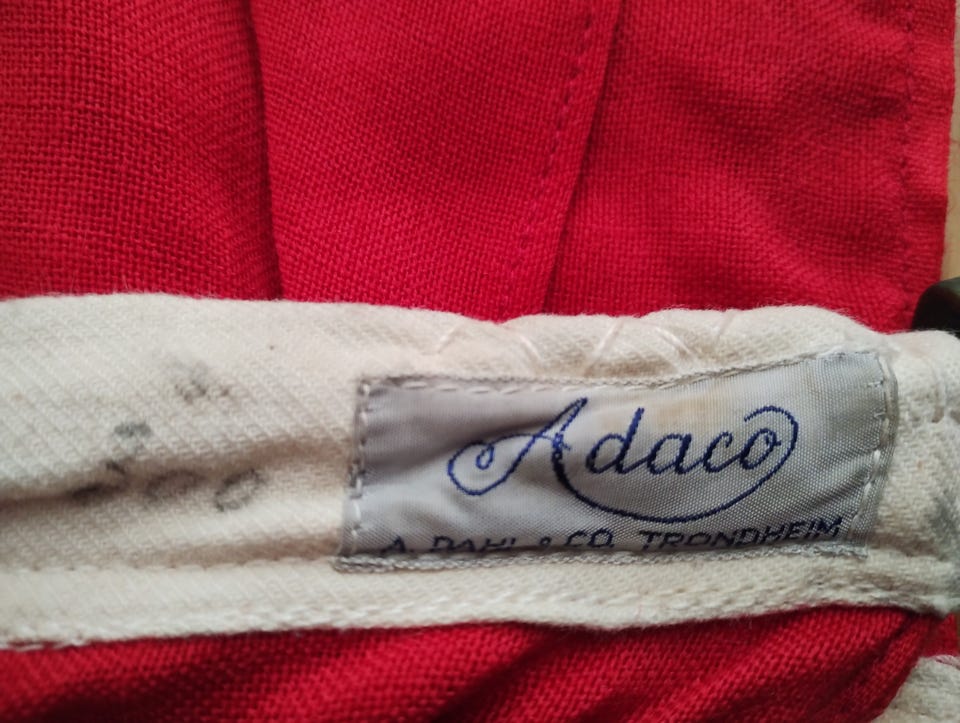 Adaco
A. DAHL & CO. TRONDHEIM